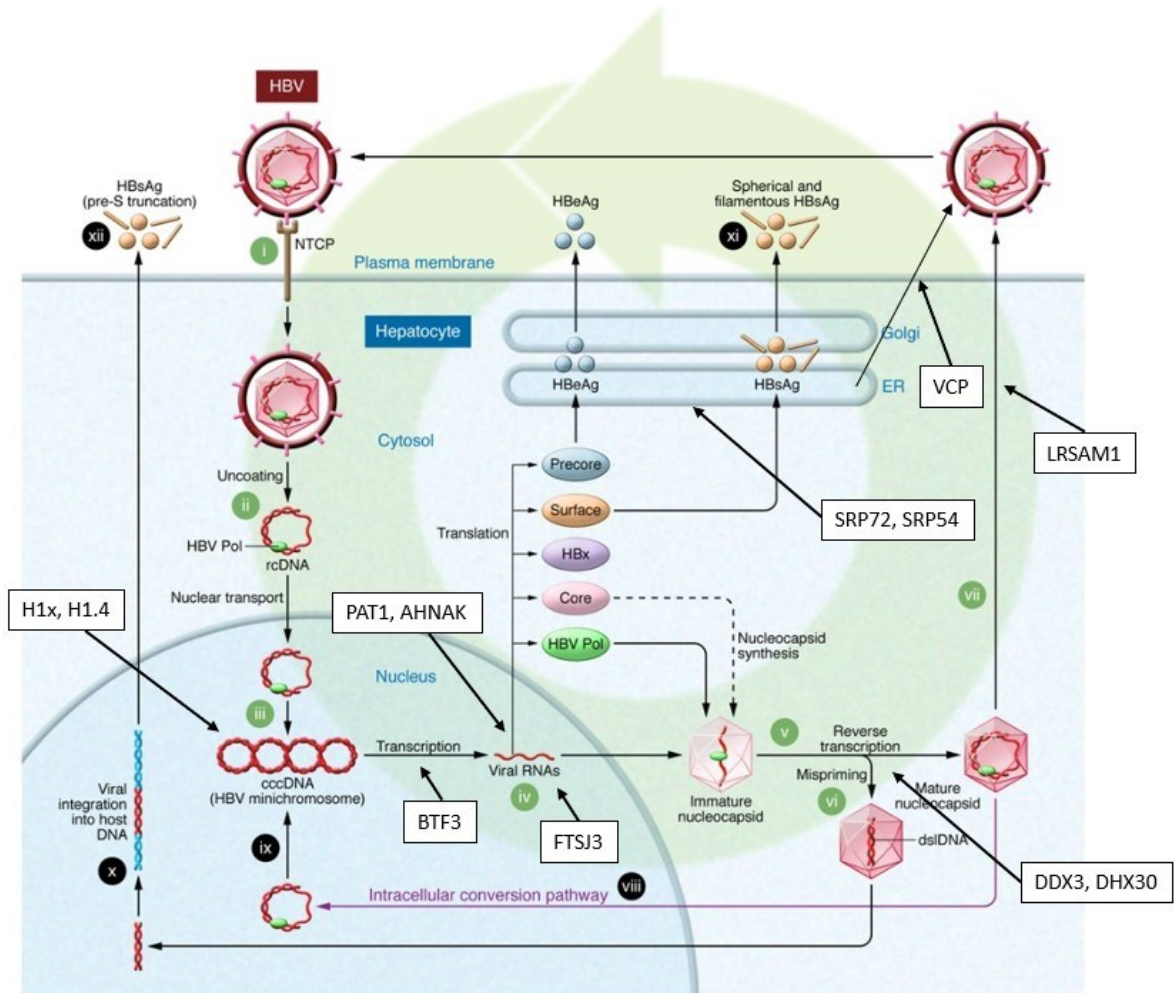 HBV
HBsAg
(pre-S truncation)
xii
HBeAg
Spherical and
filamentous HBsAg
xi
i
NTCP
Plasma membrane
Hepatocyte
Golgi
HBeAg
HBsAg
ER
VCP
LRSAM1
Cytosol
Precore
Uncoating
ii
Surface
SRP72, SRP54
Translation
HBV Pol
rcDNA
HBx
Nuclear transport
Core
vii
H1x, H1.4
PAT1, AHNAK
HBV Pol
Nucleocapsid
synthesis
Nucleus
iii
v
Reverse
transcription
Transcription
Viral RNAs
cccDNA
(HBV minichromosome)
iv
Mispriming
vi
Immature
nucleocapsid
Mature
nucleocapsid
Viral
integration
into host
DNA
BTF3
FTSJ3
dslDNA
ix
x
DDX3, DHX30
Intracellular conversion pathway
viii